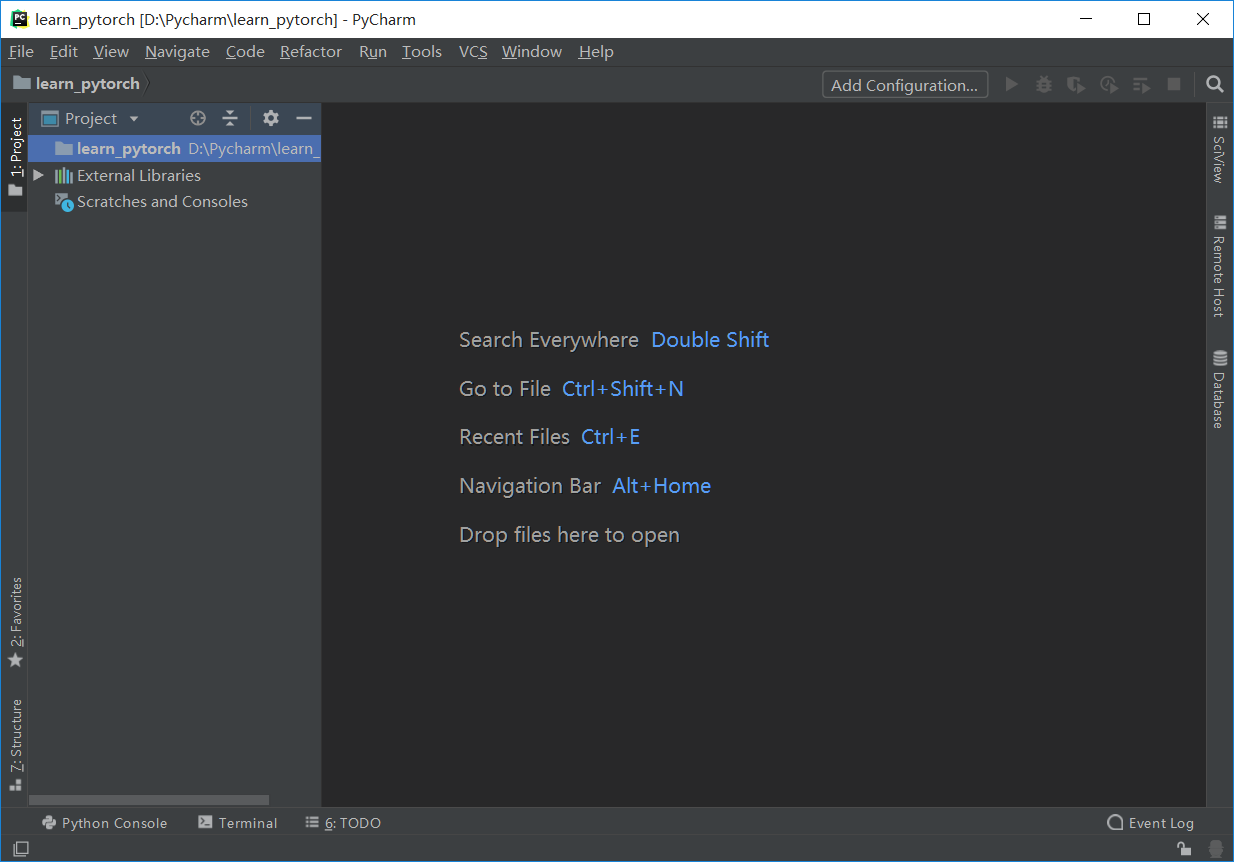 learn_pytorch [D:\Pycharm\learn_pytorch] - PyCharm
File Edit View Navigate Code Refactor Run Tools VCS Window Help
learn_pytorch
Add Configuration...
1: Project
Project
learn_pytorch D:\Pycharm\learn_
External Libraries
Scratches and Consoles
Search Everywhere Double Shift
Go to File Ctrl+Shift+N
Recent Files Ctrl+E
Navigation Bar Alt+Home
Drop files here to open
SciView
Remote Host
Database
2: Favorites
7: Structure
Python Console
Terminal
6: TODO
Event Log